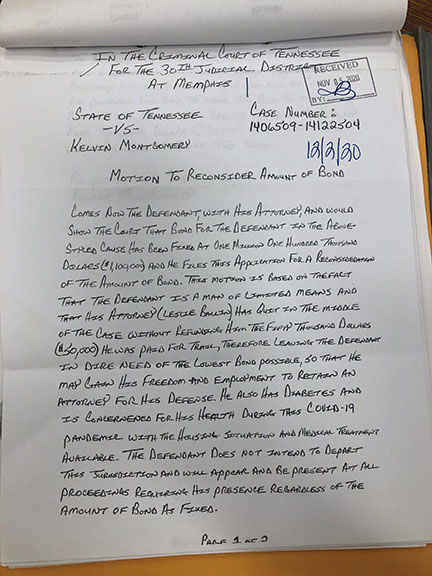 In The Criminal Court of Tennessee
For The 30th Judicial District
At Memphis
RECEIVED
NOV 2020
BY:
State of Tennessee
-VS-
Kelvin Montgomery
Case Number:
1406509-14122504
12/2/20
Motion To Reconsider Amount of Bond
Comes Now The Defendant, with His Attorney, and would
Show The Court That Bond For The Defendant In The Above
Styled Cause Has Been Fixed At One Million One Hundred Thousand
Dollars ($1,100,000) and He Files This Application For A Reconsideration
of The Amount of Bond. This motion is Based on The fact
That The Defendant is A Man of Limited Means and
That His Attorney (Leslie Ballin) Has Quit in The Middle
of The Case Without Refunding Him The Fifty Thousand Dollars
($50,000) He was Paid For Trail, Therefore Leaving The Defendant
In Dire Need of The Lowest Bond possible, so That He
May Gain His Freedom and Employment to Retain An
Attorney For His Defense. He Also Has Diabetes and
is Concernened For His Health During This COVID-19
pandemic with The Housing Situation and Medical Treatment
Available. The Defendant Does Not Intend to Depart
This Jurisdiction and will Appear and Be present At All
proceedings Requiring His presence Regardless of The
Amount of Bond As Fixed.
Page 1 of 2